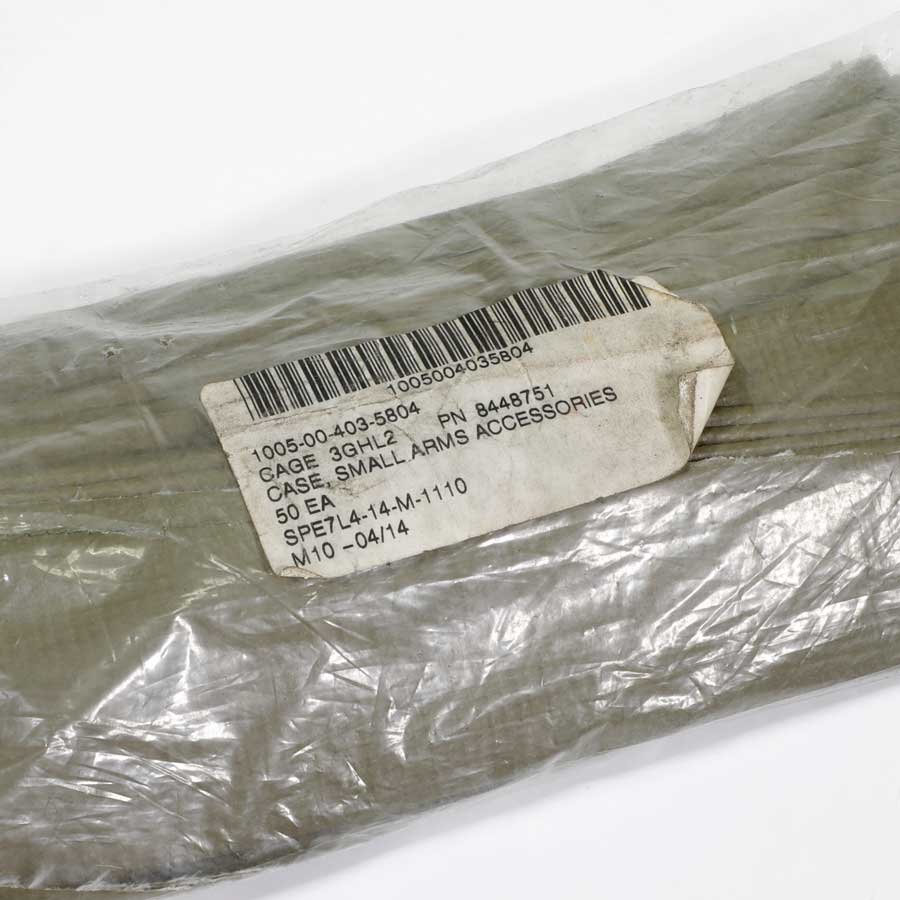 1005004035804
1005-00-403-5804
CAGE 3GHL2 PN 8448751
CASE, SMALL ARMS ACCESSORIES
50 EA
SPE7L4-14-M-1110
M10 -04/14